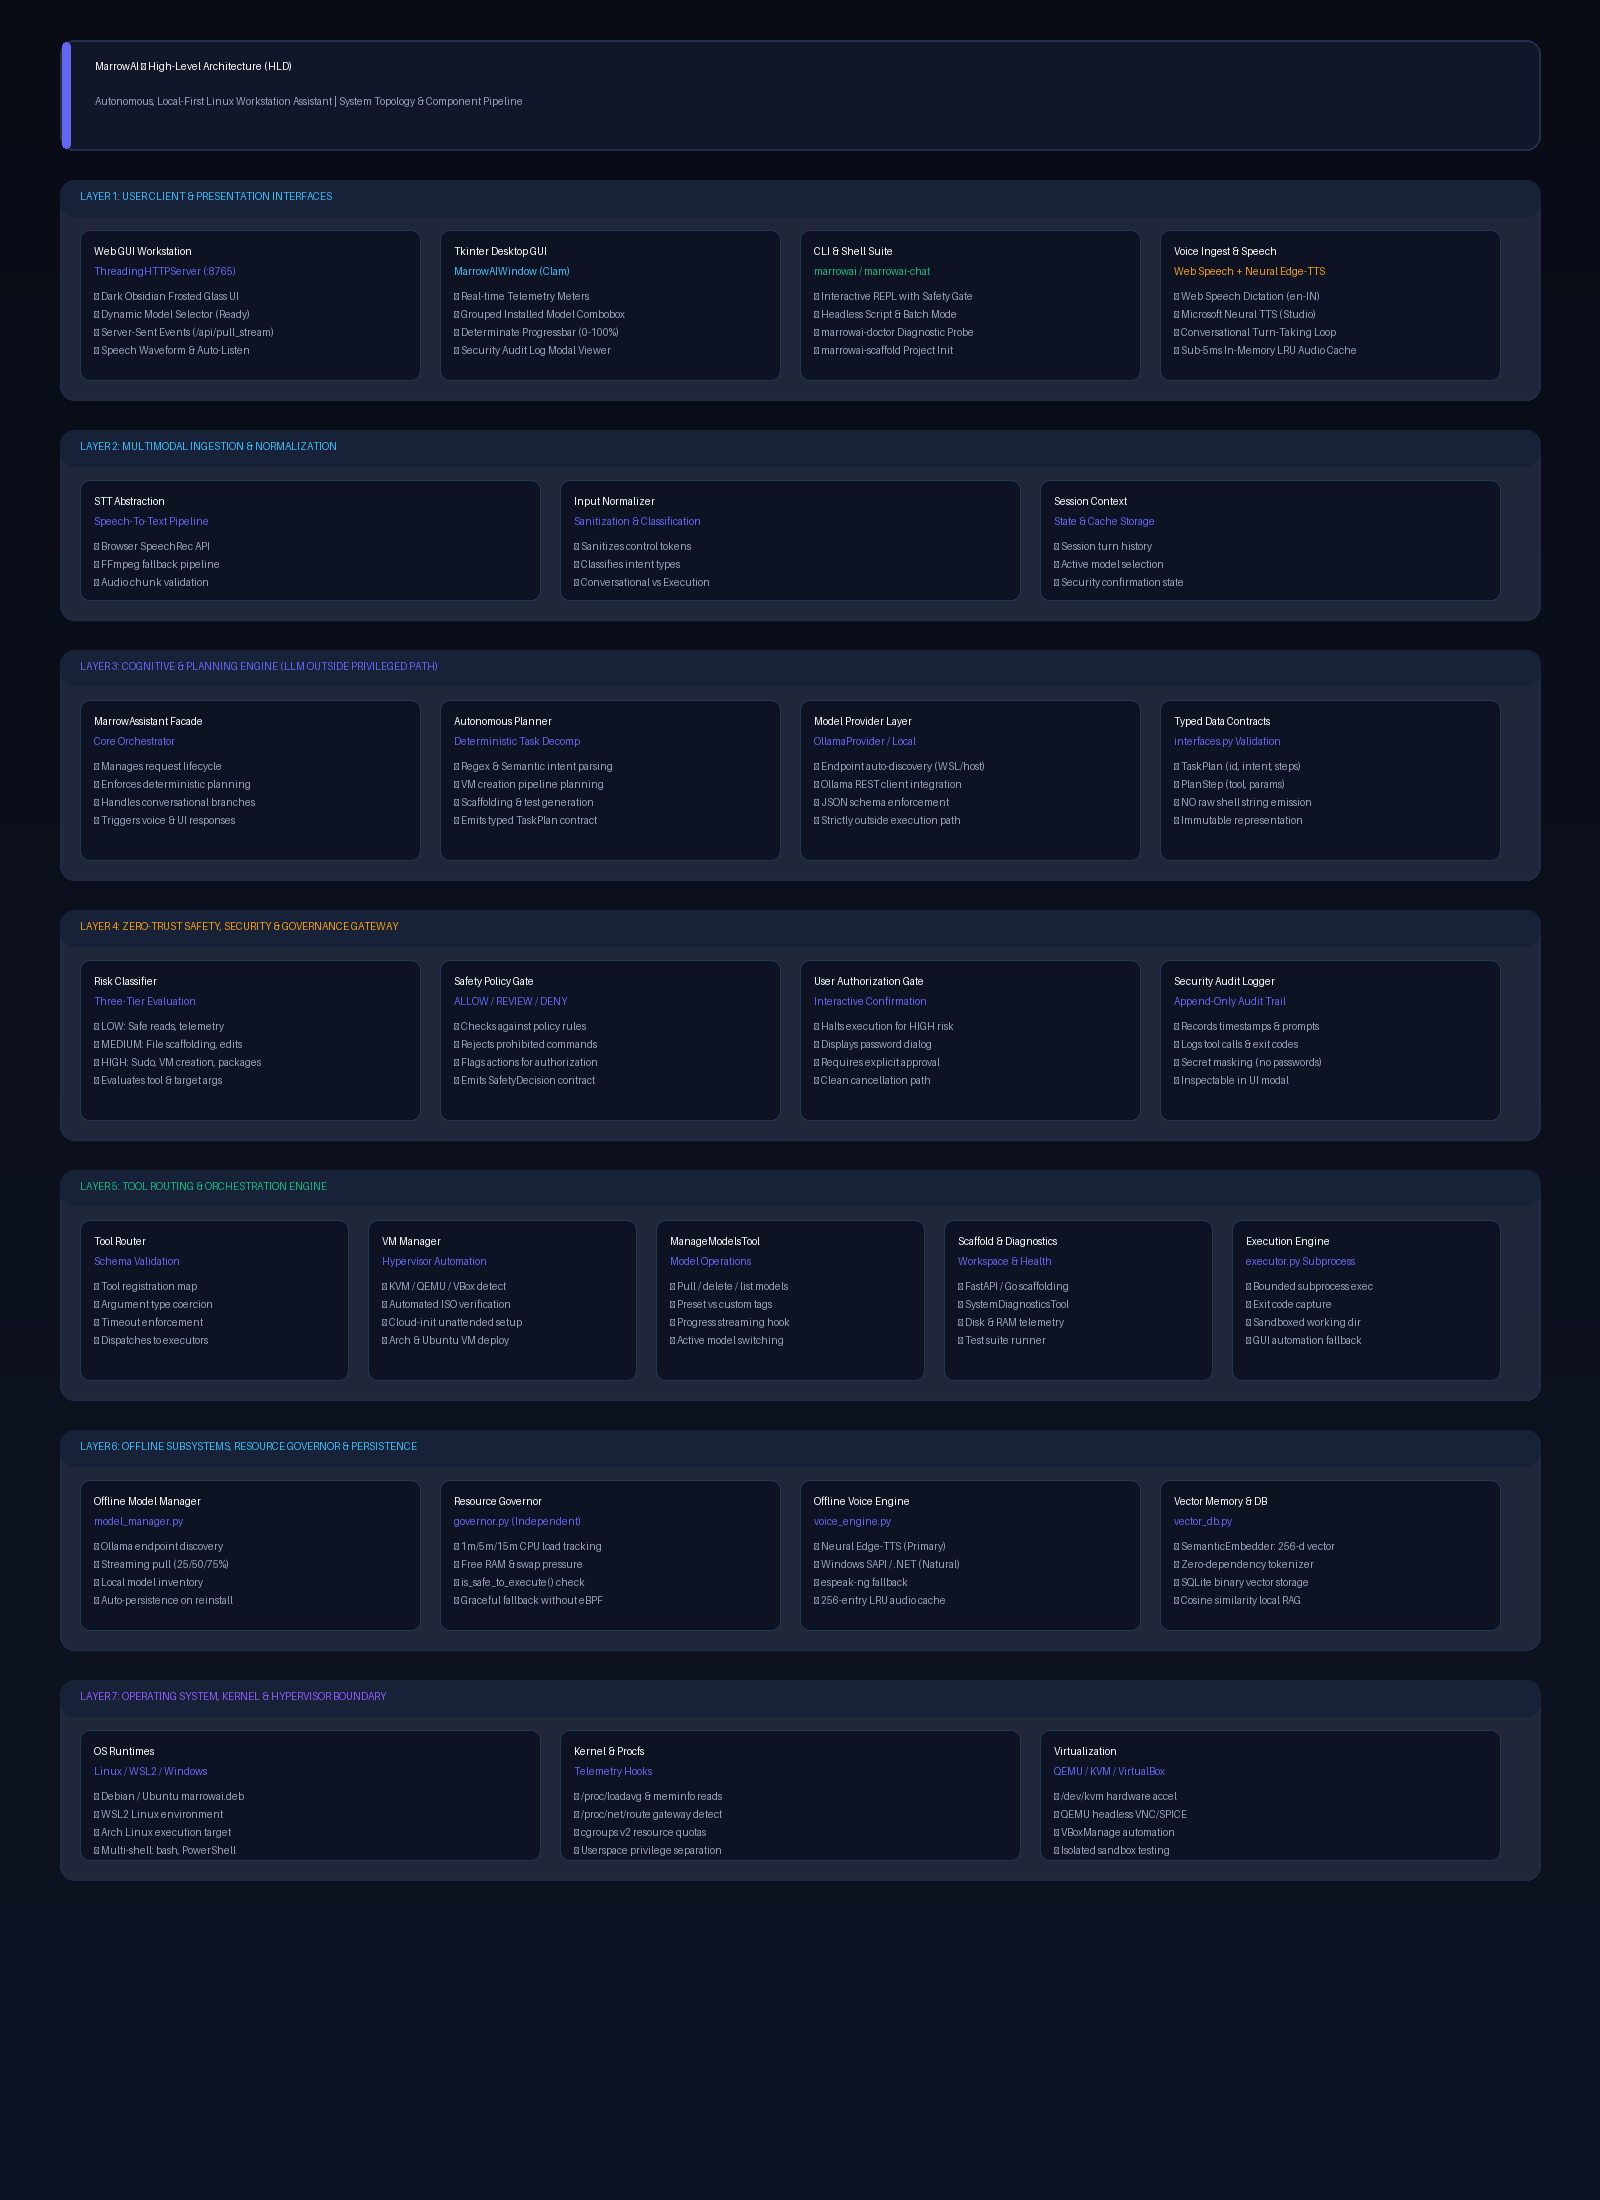 MarrowAI ▯ High-Level Architecture (HLD)
Autonomous, Local-First Linux Workstation Assistant | System Topology & Component Pipeline
LAYER 1: USER CLIENT & PRESENTATION INTERFACES
Web GUI Workstation
ThreadingHTTPServer (:8765)
▯ Dark Obsidian Frosted Glass UI
▯ Dynamic Model Selector (Ready)
▯ Server-Sent Events (/api/pull_stream)
▯ Speech Waveform & Auto-Listen
Tkinter Desktop GUI
MarrowAIWindow (Clam)
▯ Real-time Telemetry Meters
▯ Grouped Installed Model Combobox
▯ Determinate Progressbar (0-100%)
▯ Security Audit Log Modal Viewer
CLI & Shell Suite
marrowai / marrowai-chat
▯ Interactive REPL with Safety Gate
▯ Headless Script & Batch Mode
▯ marrowai-doctor Diagnostic Probe
▯ marrowai-scaffold Project Init
Voice Ingest & Speech
Web Speech + Neural Edge-TTS
▯ Web Speech Dictation (en-IN)
▯ Microsoft Neural TTS (Studio)
▯ Conversational Turn-Taking Loop
▯ Sub-5ms In-Memory LRU Audio Cache
LAYER 2: MULTIMODAL INGESTION & NORMALIZATION
STT Abstraction
Speech-To-Text Pipeline
▯ Browser SpeechRec API
▯ FFmpeg fallback pipeline
▯ Audio chunk validation
Input Normalizer
Sanitization & Classification
▯ Sanitizes control tokens
▯ Classifies intent types
▯ Conversational vs Execution
Session Context
State & Cache Storage
▯ Session turn history
▯ Active model selection
▯ Security confirmation state
LAYER 3: COGNITIVE & PLANNING ENGINE (LLM OUTSIDE PRIVILEGED PATH)
MarrowAssistant Facade
Core Orchestrator
▯ Manages request lifecycle
▯ Enforces deterministic planning
▯ Handles conversational branches
▯ Triggers voice & UI responses
Autonomous Planner
Deterministic Task Decomp
▯ Regex & Semantic intent parsing
▯ VM creation pipeline planning
▯ Scaffolding & test generation
▯ Emits typed TaskPlan contract
Model Provider Layer
OllamaProvider / Local
▯ Endpoint auto-discovery (WSL/host)
▯ Ollama REST client integration
▯ JSON schema enforcement
▯ Strictly outside execution path
Typed Data Contracts
interfaces.py Validation
▯ TaskPlan (id, intent, steps)
▯ PlanStep (tool, params)
▯ NO raw shell string emission
▯ Immutable representation
LAYER 4: ZERO-TRUST SAFETY, SECURITY & GOVERNANCE GATEWAY
Risk Classifier
Three-Tier Evaluation
▯ LOW: Safe reads, telemetry
▯ MEDIUM: File scaffolding, edits
▯ HIGH: Sudo, VM creation, packages
▯ Evaluates tool & target args
Safety Policy Gate
ALLOW / REVIEW / DENY
▯ Checks against policy rules
▯ Rejects prohibited commands
▯ Flags actions for authorization
▯ Emits SafetyDecision contract
User Authorization Gate
Interactive Confirmation
▯ Halts execution for HIGH risk
▯ Displays password dialog
▯ Requires explicit approval
▯ Clean cancellation path
Security Audit Logger
Append-Only Audit Trail
▯ Records timestamps & prompts
▯ Logs tool calls & exit codes
▯ Secret masking (no passwords)
▯ Inspectable in UI modal
LAYER 5: TOOL ROUTING & ORCHESTRATION ENGINE
Tool Router
Schema Validation
▯ Tool registration map
▯ Argument type coercion
▯ Timeout enforcement
▯ Dispatches to executors
VM Manager
Hypervisor Automation
▯ KVM / QEMU / VBox detect
▯ Automated ISO verification
▯ Cloud-init unattended setup
▯ Arch & Ubuntu VM deploy
ManageModelsTool
Model Operations
▯ Pull / delete / list models
▯ Preset vs custom tags
▯ Progress streaming hook
▯ Active model switching
Scaffold & Diagnostics
Workspace & Health
▯ FastAPI / Go scaffolding
▯ SystemDiagnosticsTool
▯ Disk & RAM telemetry
▯ Test suite runner
Execution Engine
executor.py Subprocess
▯ Bounded subprocess exec
▯ Exit code capture
▯ Sandboxed working dir
▯ GUI automation fallback
LAYER 6: OFFLINE SUBSYSTEMS, RESOURCE GOVERNOR & PERSISTENCE
Offline Model Manager
model_manager.py
▯ Ollama endpoint discovery
▯ Streaming pull (25/50/75%)
▯ Local model inventory
▯ Auto-persistence on reinstall
Resource Governor
governor.py (Independent)
▯ 1m/5m/15m CPU load tracking
▯ Free RAM & swap pressure
▯ is_safe_to_execute() check
▯ Graceful fallback without eBPF
Offline Voice Engine
voice_engine.py
▯ Neural Edge-TTS (Primary)
▯ Windows SAPI / .NET (Natural)
▯ espeak-ng fallback
▯ 256-entry LRU audio cache
Vector Memory & DB
vector_db.py
▯ SemanticEmbedder: 256-d vector
▯ Zero-dependency tokenizer
▯ SQLite binary vector storage
▯ Cosine similarity local RAG
LAYER 7: OPERATING SYSTEM, KERNEL & HYPERVISOR BOUNDARY
OS Runtimes
Linux / WSL2 / Windows
▯ Debian / Ubuntu marrowai.deb
▯ WSL2 Linux environment
▯ Arch Linux execution target
▯ Multi-shell: bash, PowerShell
Kernel & Procfs
Telemetry Hooks
▯ /proc/loadavg & meminfo reads
▯ /proc/net/route gateway detect
▯ cgroups v2 resource quotas
▯ Userspace privilege separation
Virtualization
QEMU / KVM / VirtualBox
▯ /dev/kvm hardware accel
▯ QEMU headless VNC/SPICE
▯ VBoxManage automation
▯ Isolated sandbox testing